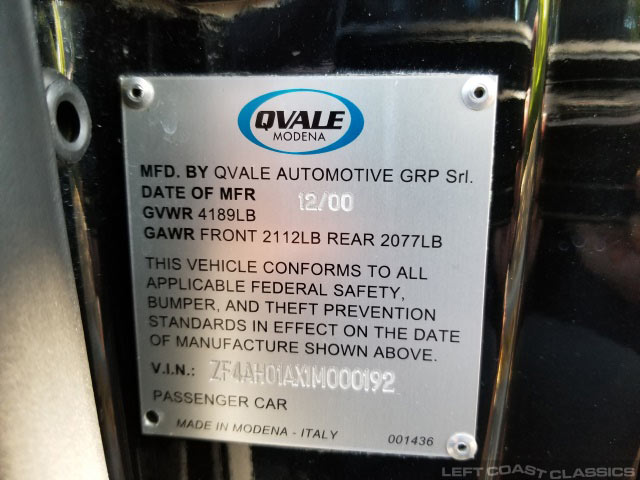 QVALE
MODENA
MFD. BY QVALE AUTOMOTIVE GRP Srl.
DATE OF MFR 12/00
GVWR 4189LB
GAWR FRONT 2112LB REAR 2077LB
THIS VEHICLE CONFORMS TO ALL
APPLICABLE FEDERAL SAFETY,
BUMPER, AND THEFT PREVENTION
STANDARDS IN EFFECT ON THE DATE
OF MANUFACTURE SHOWN ABOVE.
V.I.N.: ZF4AH01AX1M000192
PASSENGER CAR
MADE IN MODENA - ITALY 001436
LEFT COAST CLASSICS